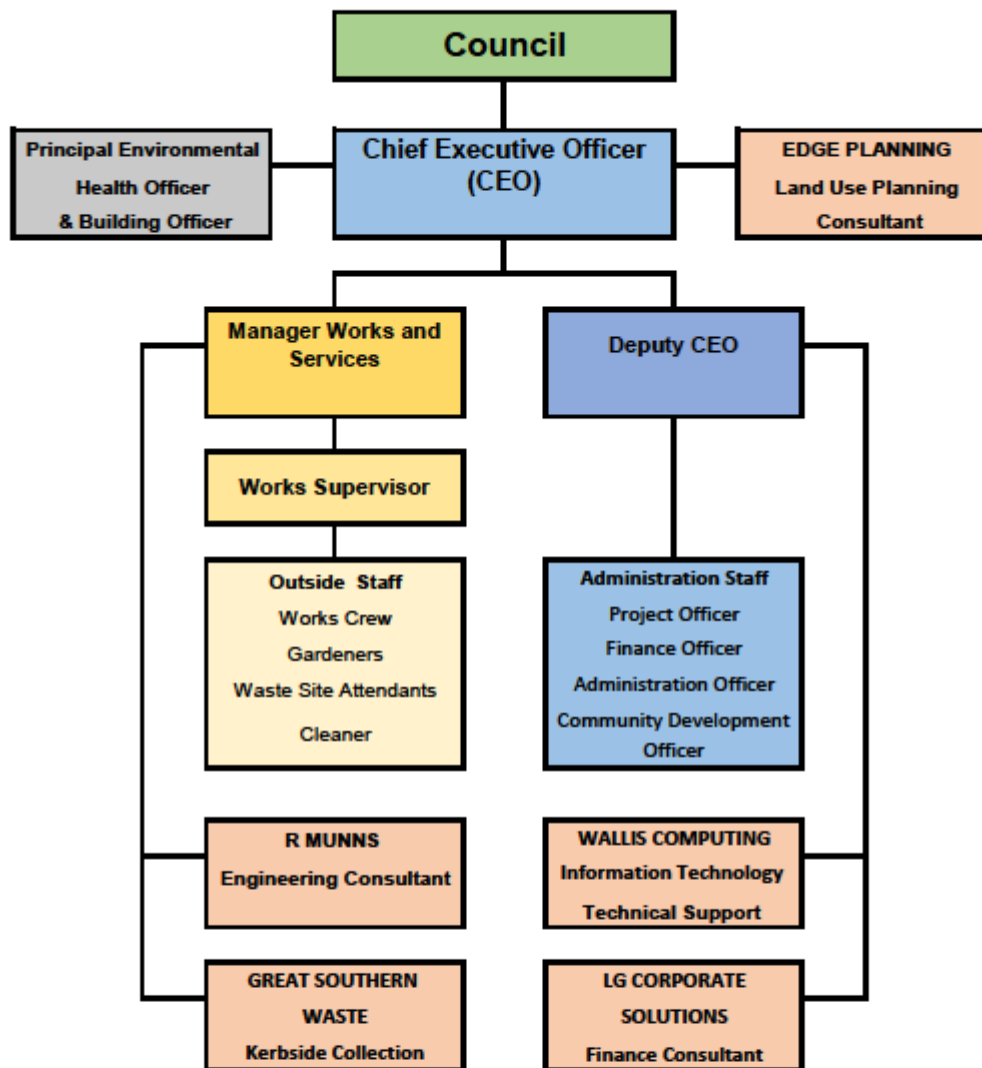 Council
Principal Environmental
Health Officer
& Building Officer
Chief Executive Officer
(CEO)
EDGE PLANNING
Land Use Planning
Consultant
Manager Works and
Services
Deputy CEO
Works Supervisor
Outside Staff
Works Crew
Gardeners
Waste Site Attendants
Cleaner
Administration Staff
Project Officer
Finance Officer
Administration Officer
Community Development
Officer
R MUNNS
Engineering Consultant
WALLIS COMPUTING
Information Technology
Technical Support
GREAT SOUTHERN
WASTE
Kerbside Collection
LG CORPORATE
SOLUTIONS
Finance Consultant